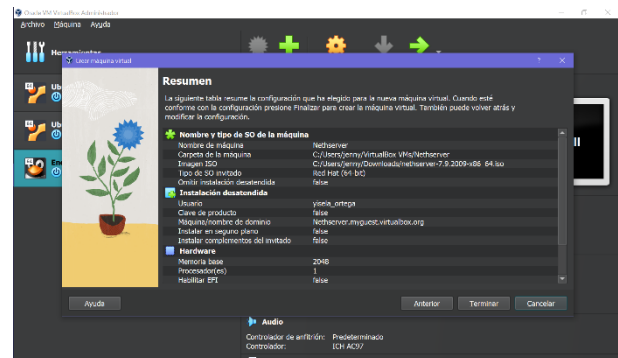 Oracle VM VirtualBox Administrador
Archivo Máquina Ayuda
Herramientas
Ub
Ub
Crear máquina virtual
Resumen
La siguiente tabla resume la configuración que ha elegido para la nueva máquina virtual. Cuando esté
conforme con la configuración presione Finalizar para crear la máquina virtual. También puede volver atrás y
modificar la configuración.
Nombre y tipo de SO de la máquina
Nombre de máquina Nethserver
Carpeta de la máquina C:/Users/jenny/VirtualBox VMs/Nethserver
Imagen ISO C:/Users/jenny/Downloads/nethserver-7.9.2009-x86_64.iso
Tipo de SO invitado Red Hat (64-bit)
Omitir instalación desatendida false
Instalación desatendida
Usuario yisela_ortega
Clave de producto false
Máquina/nombre de dominio Nethserver.myguest.virtualbox.org
Instalar en seguno plano false
Instalar complementos del invitado false
Hardware
Memoria base 2048
Procesador(es) 1
Habilitar EFI false
Ayuda Anterior Terminar Cancelar
Audio
Controlador de anfitrión: Predeterminado
Controlador: ICH AC97